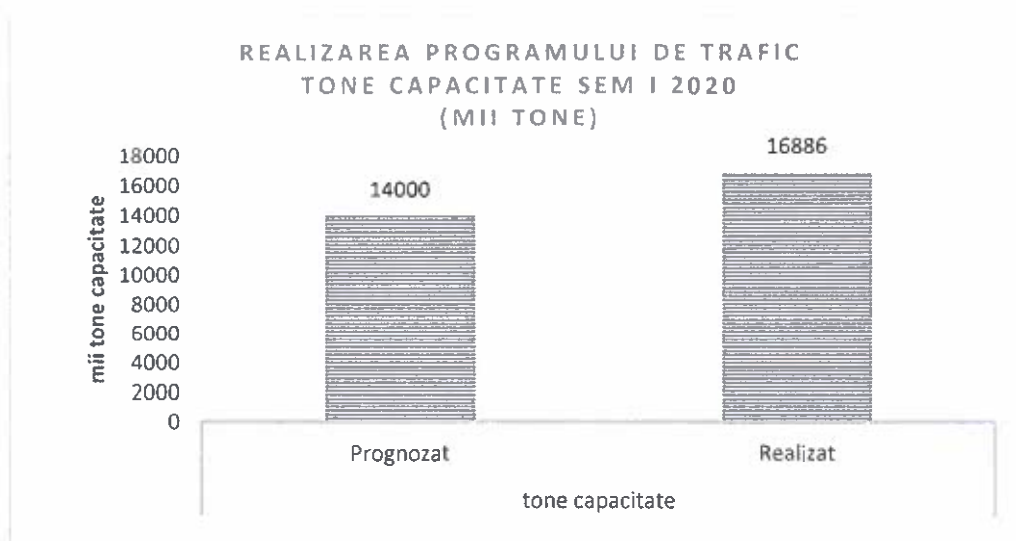 REALIZAREA PROGRAMULUI DE TRAFIC
TONE CAPACITATE SEM I 2020
(MII TONE)
mii tone capacitate
18000
16000
14000
12000
10000
8000
6000
4000
2000
0
14000
16886
Prognozat
Realizat
tone capacitate